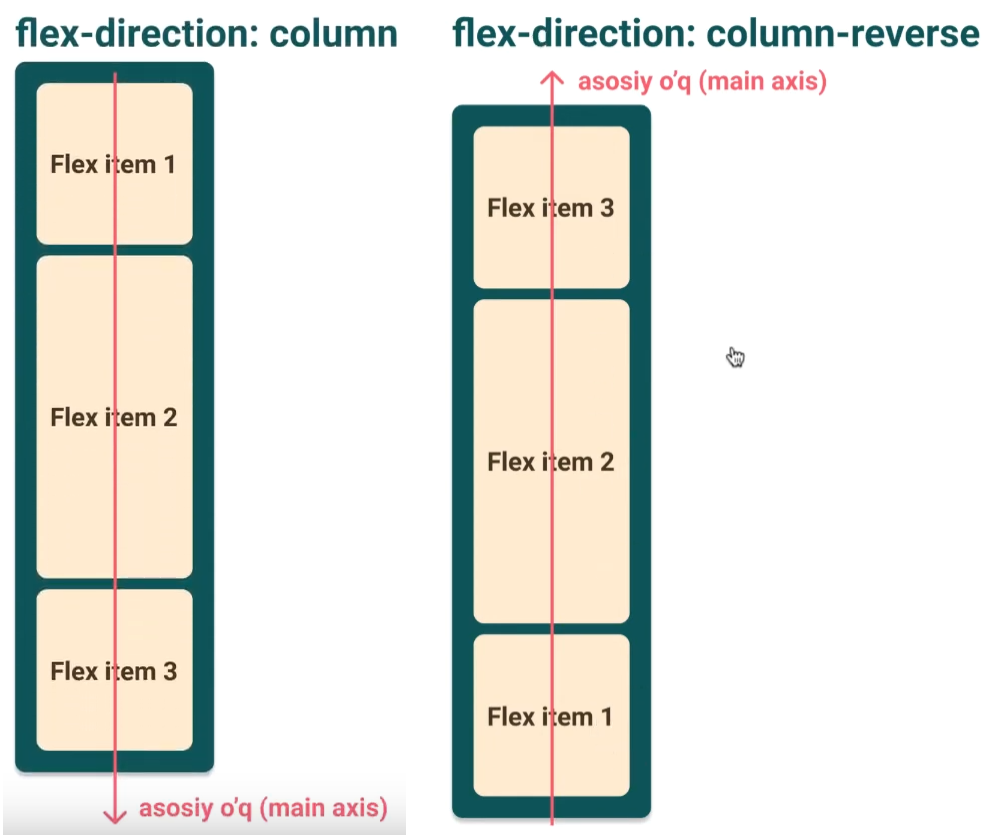 flex-direction: column
Flex item 1
Flex item 2
Flex item 3
asosiy o’q (main axis)
flex-direction: column-reverse
asosiy o’q (main axis)
Flex item 3
Flex item 2
Flex item 1